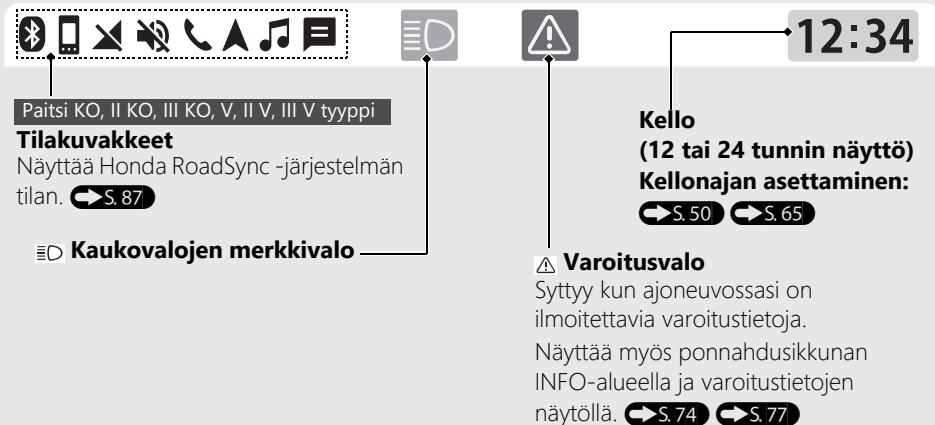 12:34
Paitsi KO, II KO, III KO, V, II V, III V tyyppi
Tilakuvakkeet
Näyttää Honda RoadSync -järjestelmän
tilan. S. 87
Kaukovalojen merkkivalo
Kello
(12 tai 24 tunnin näyttö)
Kellonajan asettaminen:
S. 50 S. 65
Varoitusvalo
Syttyy kun ajoneuvossasi on
ilmoitettavia varoitustietoja.
Näyttää myös ponnahdusikkunan
INFO-alueella ja varoitustietojen
näytöllä. S. 74 S. 77